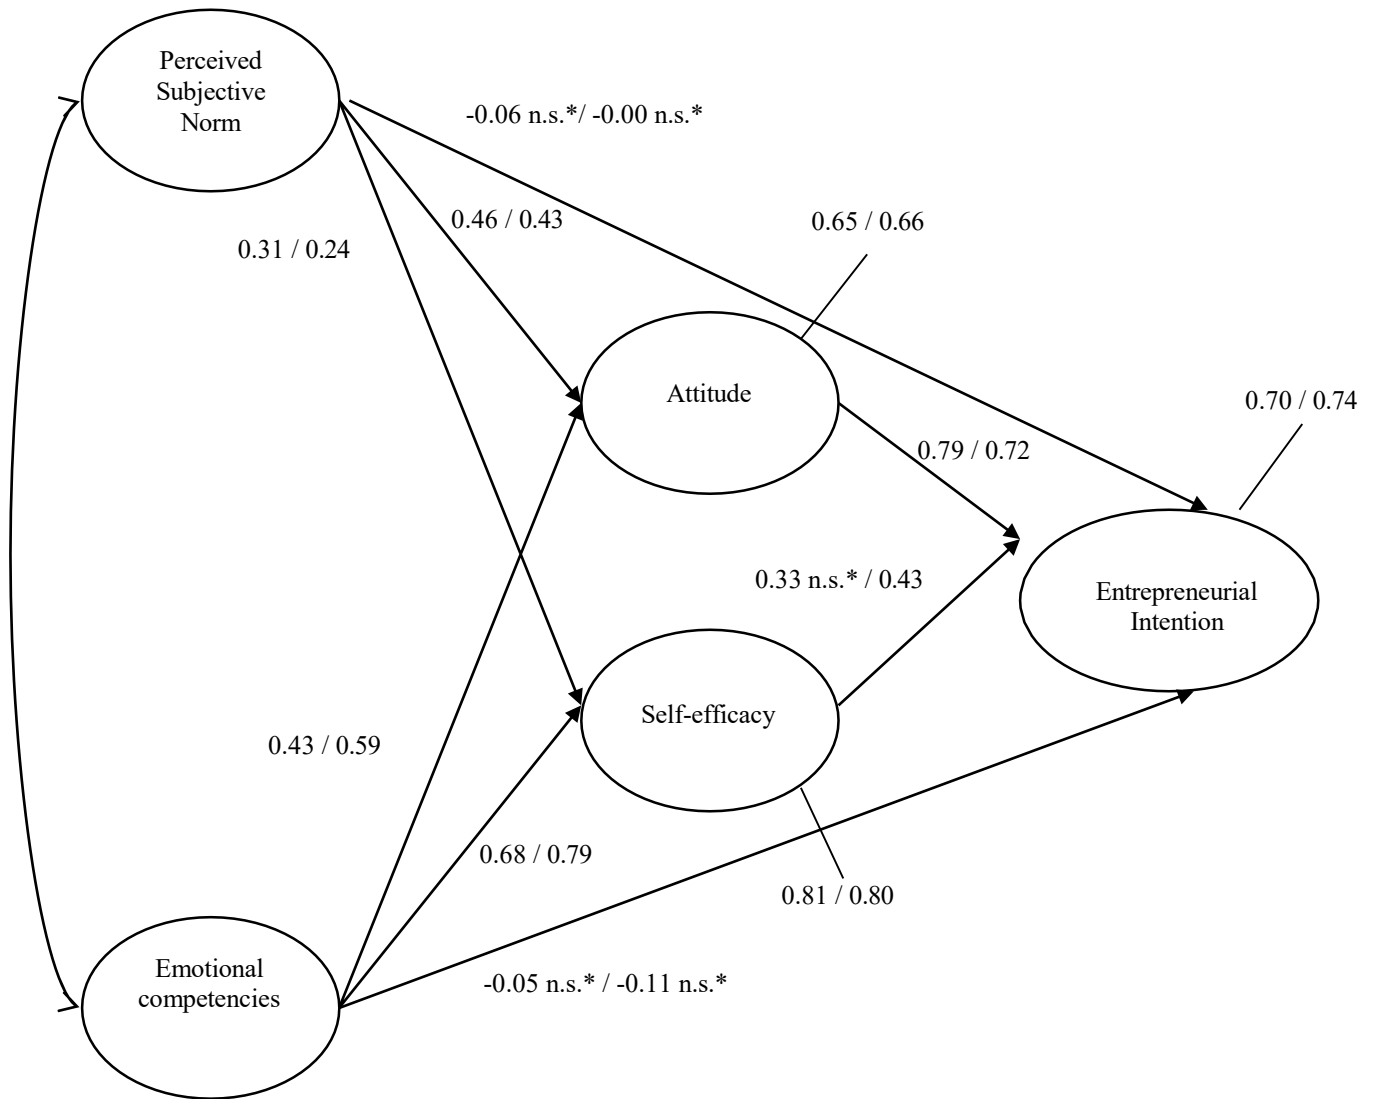 Perceived
Subjective
Norm
-0.06 n.s.*/ -0.00 n.s.*
0.46 / 0.43
0.65 / 0.66
0.31 / 0.24
Attitude
0.70 / 0.74
0.79 / 0.72
0.33 n.s.* / 0.43
Entrepreneurial
Intention
Self-efficacy
0.43 / 0.59
0.68 / 0.79
0.81 / 0.80
Emotional
competencies
-0.05 n.s.* / -0.11 n.s.*